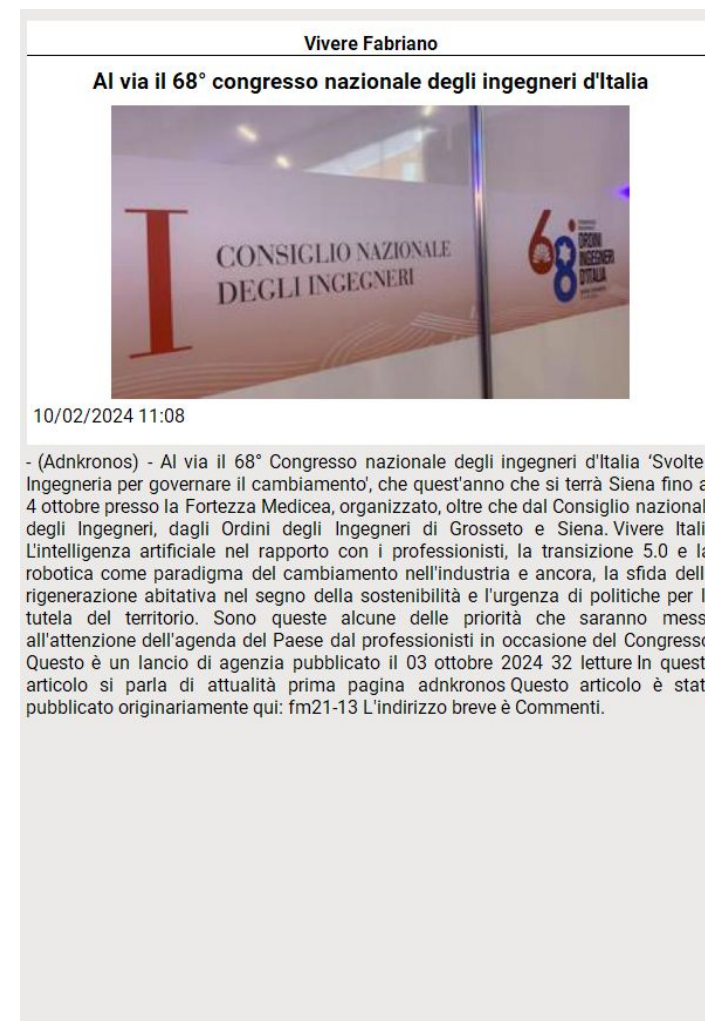 Vivere Fabriano
Al via il 68° congresso nazionale degli ingegneri d'Italia
I
CONSIGLIO NAZIONALE
DEGLI INGEGNERI
68°
ORDINI
INGEGNERI
D'ITALIA
10/02/2024 11:08
- (Adnkronos) - Al via il 68° Congresso nazionale degli ingegneri d'Italia ‘Svolte
Ingegneria per governare il cambiamento', che quest'anno che si terrà Siena fino a
4 ottobre presso la Fortezza Medicea, organizzato, oltre che dal Consiglio nazional
degli Ingegneri, dagli Ordini degli Ingegneri di Grosseto e Siena. Vivere Itali
L'intelligenza artificiale nel rapporto con i professionisti, la transizione 5.0 e la
robotica come paradigma del cambiamento nell'industria e ancora, la sfida dell
rigenerazione abitativa nel segno della sostenibilità e l'urgenza di politiche per l
tutela del territorio. Sono queste alcune delle priorità che saranno mess
all'attenzione dell'agenda del Paese dal professionisti in occasione del Congresso
Questo è un lancio di agenzia pubblicato il 03 ottobre 2024 32 letture In quest
articolo si parla di attualità prima pagina adnkronos Questo articolo è stat
pubblicato originariamente qui: fm21-13 L'indirizzo breve è Commenti.